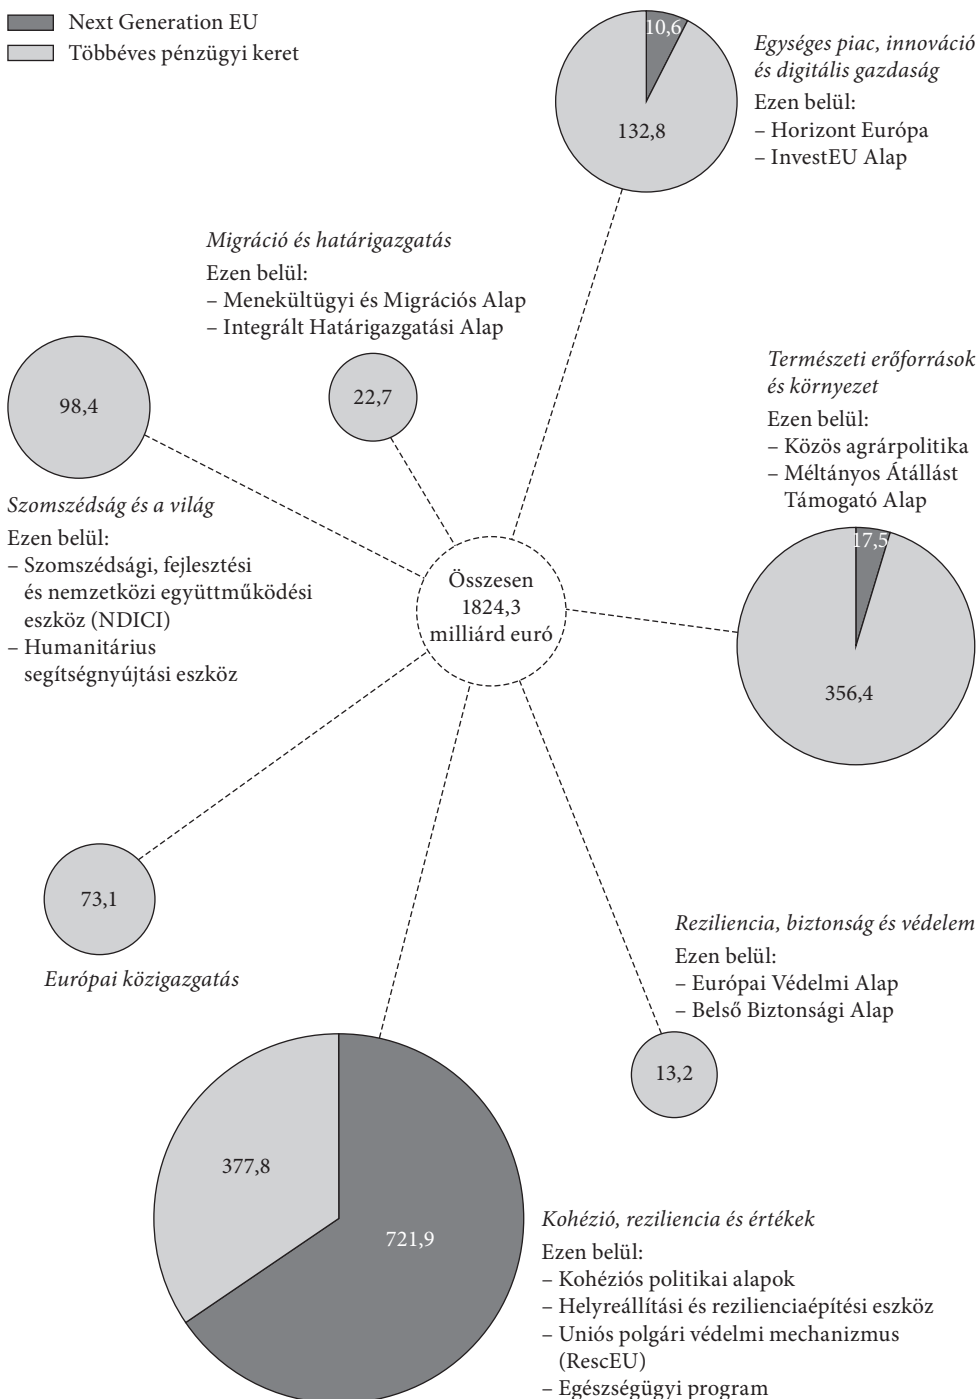 Next Generation EU
Többéves pénzügyi keret
10,6
132,8
Egységes piac, innováció
és digitális gazdaság
Ezen belül:
– Horizont Európa
– InvestEU Alap
Migráció és határigazgatás
Ezen belül:
– Menekültügyi és Migrációs Alap
– Integrált Határigazgatási Alap
22,7
98,4
Szomszédság és a világ
Ezen belül:
– Szomszédsági, fejlesztési
és nemzetközi együttműködési
eszköz (NDICI)
– Humanitárius
segítségnyújtási eszköz
Természeti erőforrások
és környezet
Ezen belül:
– Közös agrárpolitika
– Méltányos Átállást
Támogató Alap
17,5
356,4
Összesen
1824,3
milliárd euró
73,1
Európai közigazgatás
Reziliencia, biztonság és védelem
Ezen belül:
– Európai Védelmi Alap
– Belső Biztonsági Alap
13,2
377,8
721,9
Kohézió, reziliencia és értékek
Ezen belül:
– Kohéziós politikai alapok
– Helyreállítási és rezilienciaépítési eszköz
– Uniós polgári védelmi mechanizmus
(RescEU)
– Egészségügyi program